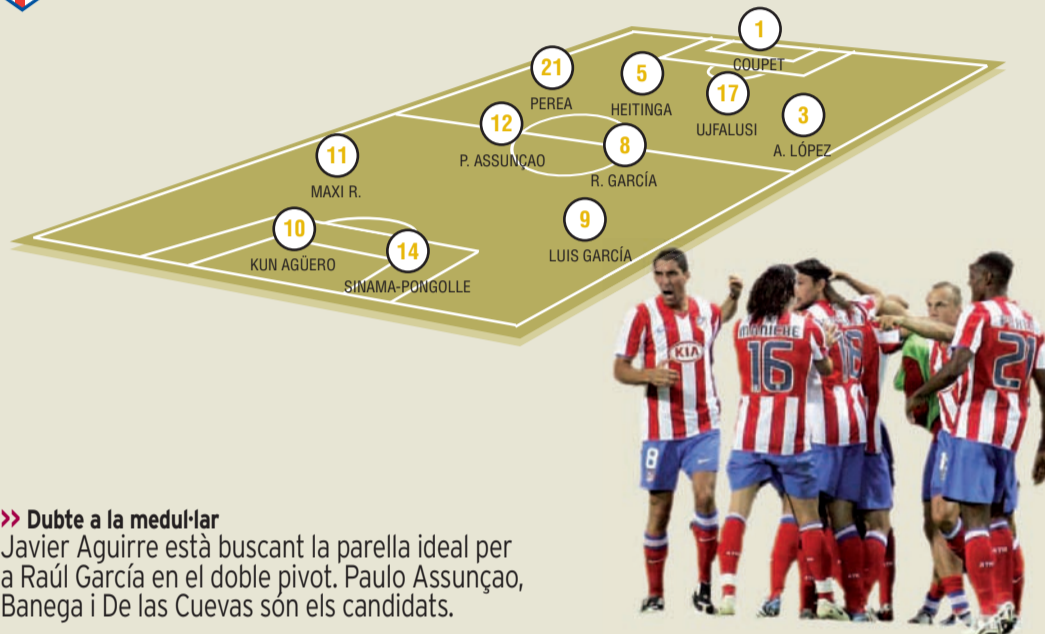 1
COUPET
21
PEREA
5
HEITINGA
17
UJFALUSI
3
A. LÓPEZ
12
P. ASSUNÇAO
8
R. GARCÍA
11
MAXI R.
9
LUIS GARCÍA
10
KUN AGÜERO
14
SINAMA-PONGOLLE
KIA
8
MANICHE
16
18
21
>> Dubte a la medul·lar
Javier Aguirre està buscant la parella ideal per
a Raúl García en el doble pivot. Paulo Assunçao,
Banega i De las Cuevas són els candidats.